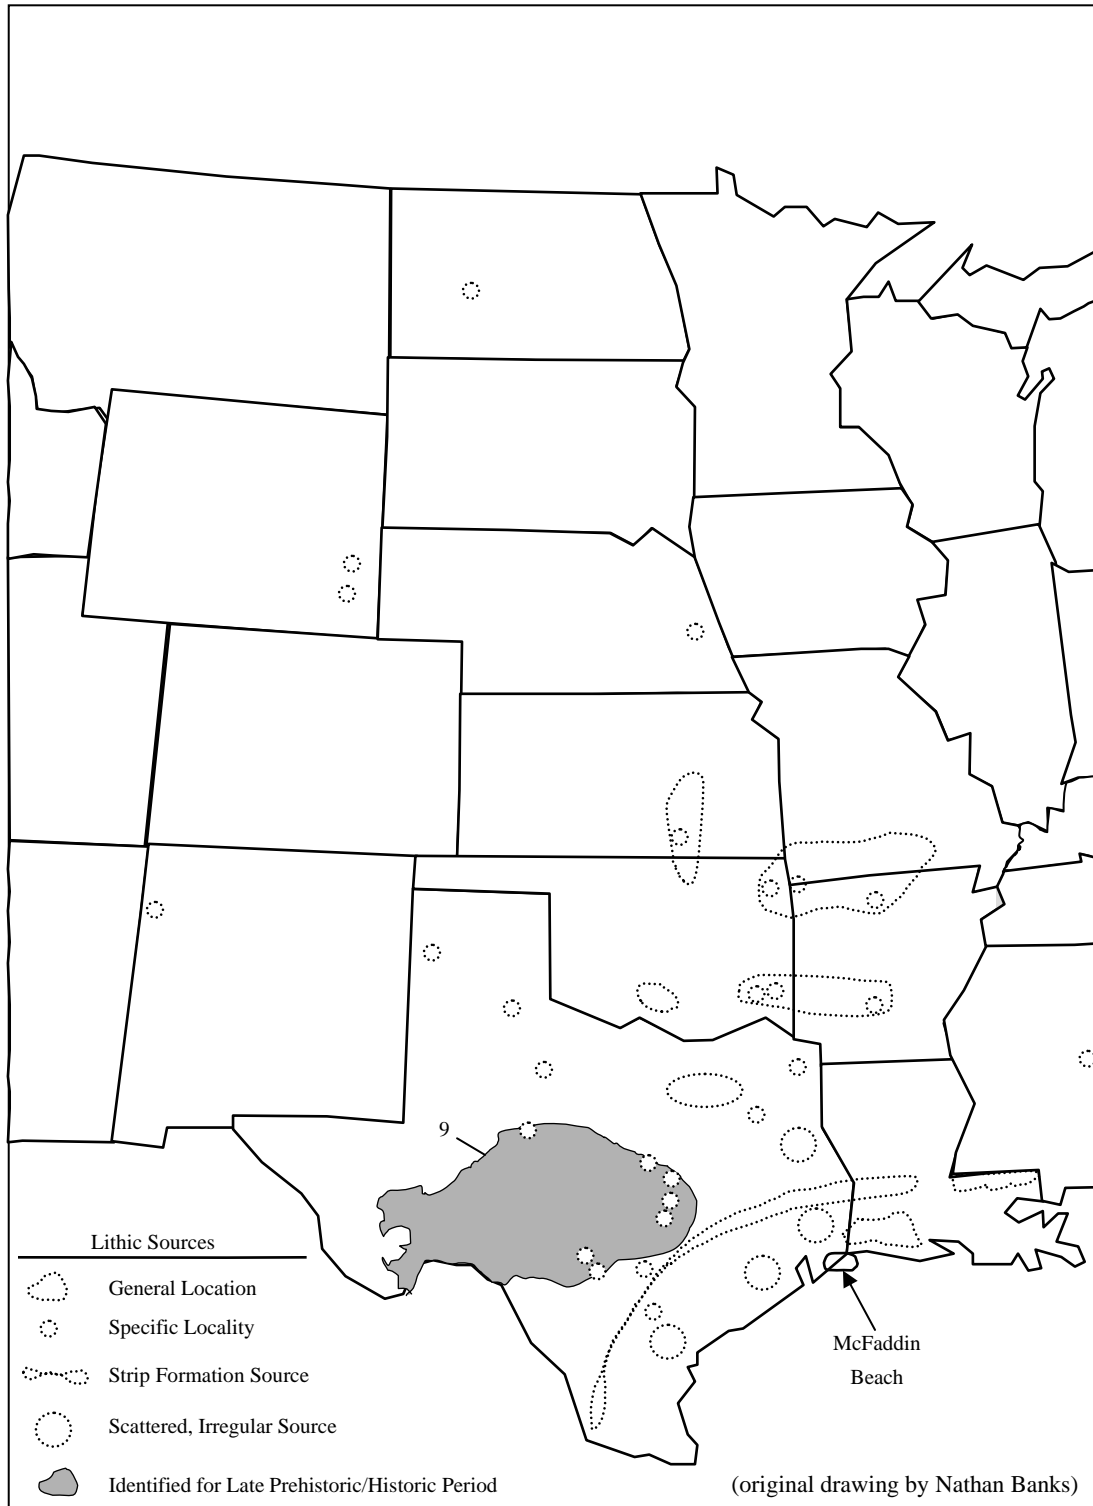 9
Lithic Sources
General Location
Specific Locality
Strip Formation Source
Scattered, Irregular Source
Identified for Late Prehistoric/Historic Period
McFaddin
Beach
(original drawing by Nathan Banks)